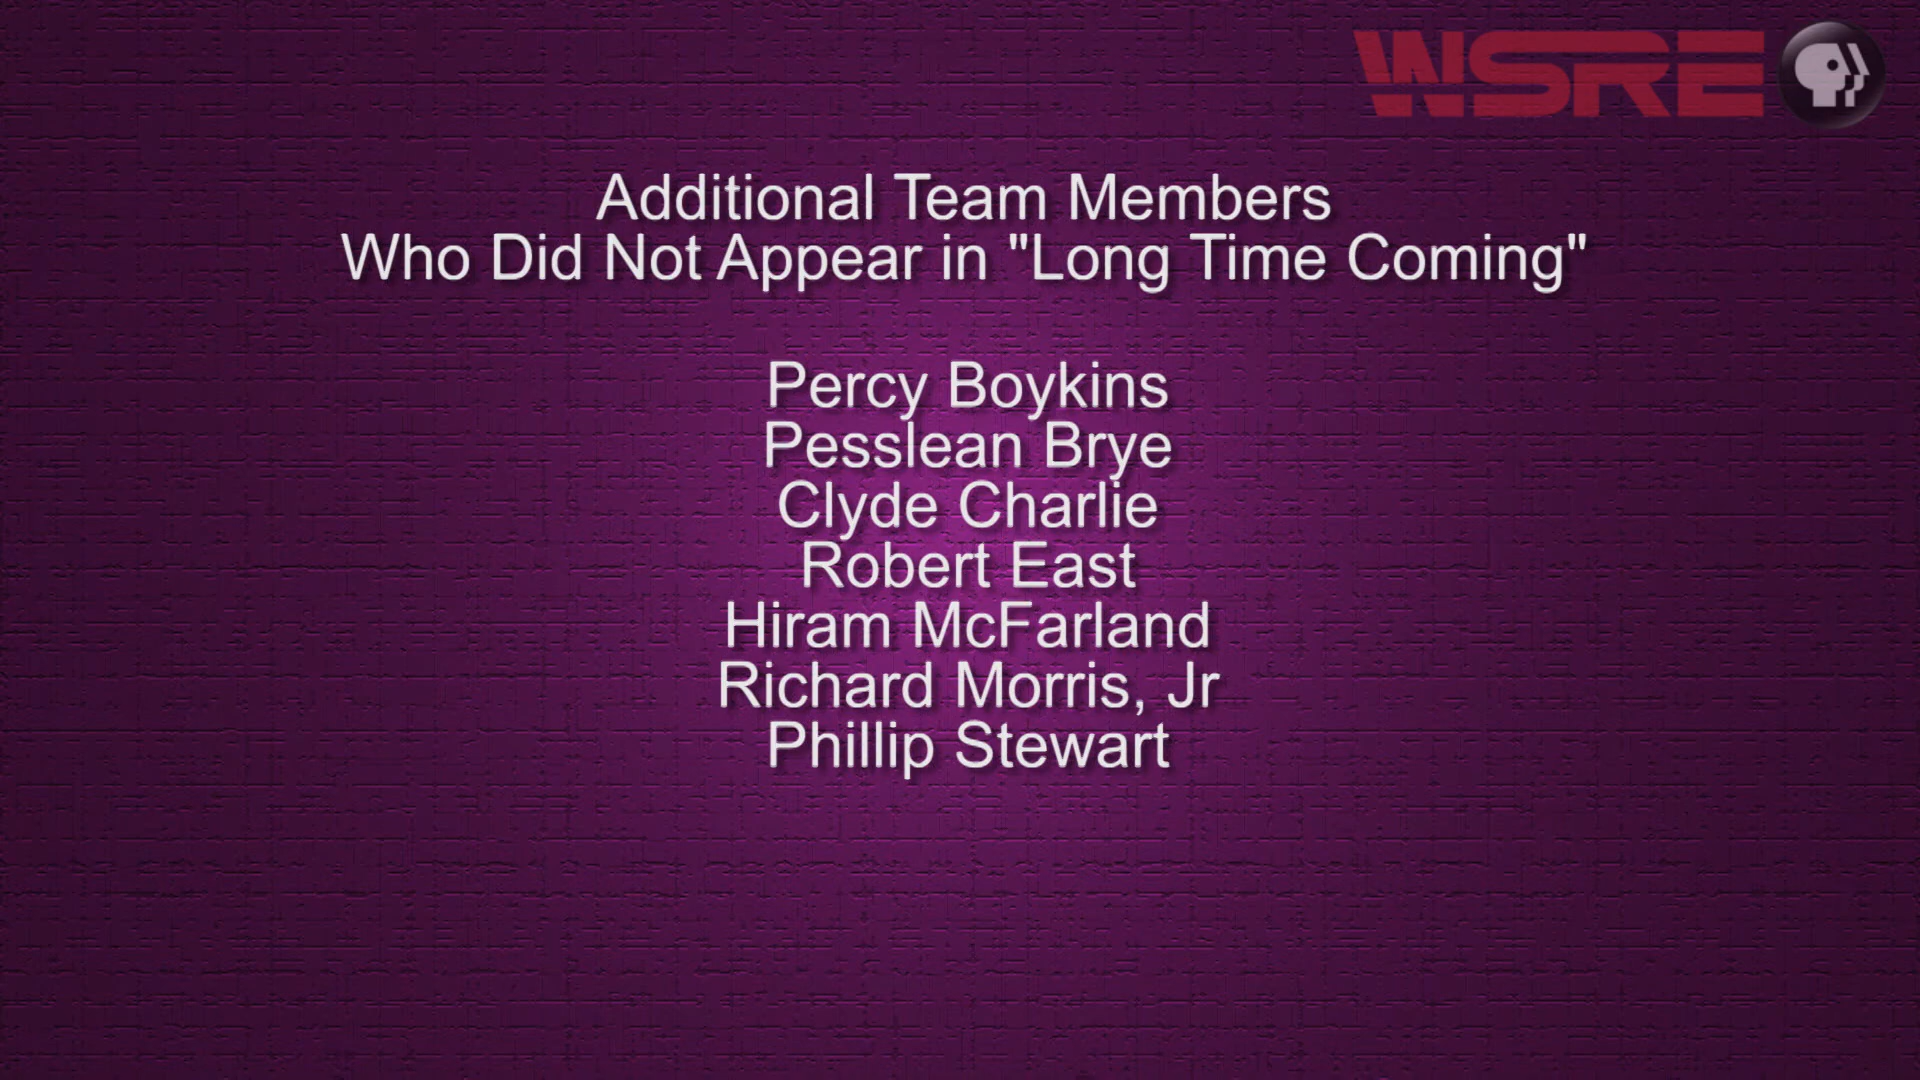 WSRE
Additional Team Members
Who Did Not Appear in "Long Time Coming"
Percy Boykins
Pesslean Brye
Clyde Charlie
Robert East
Hiram McFarland
Richard Morris, Jr
Phillip Stewart